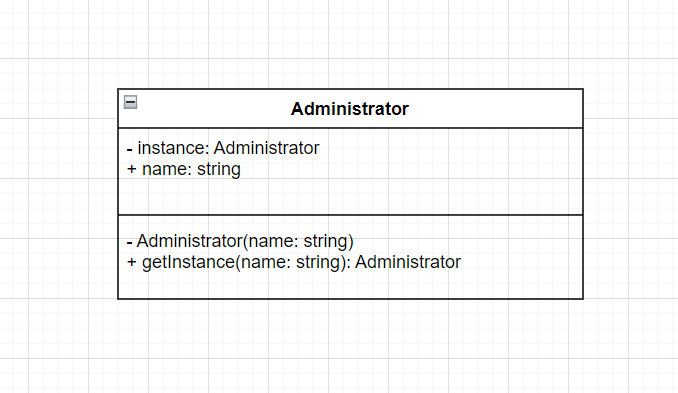 Administrator
- instance: Administrator
+ name: string
- Administrator(name: string)
+ getInstance(name: string): Administrator